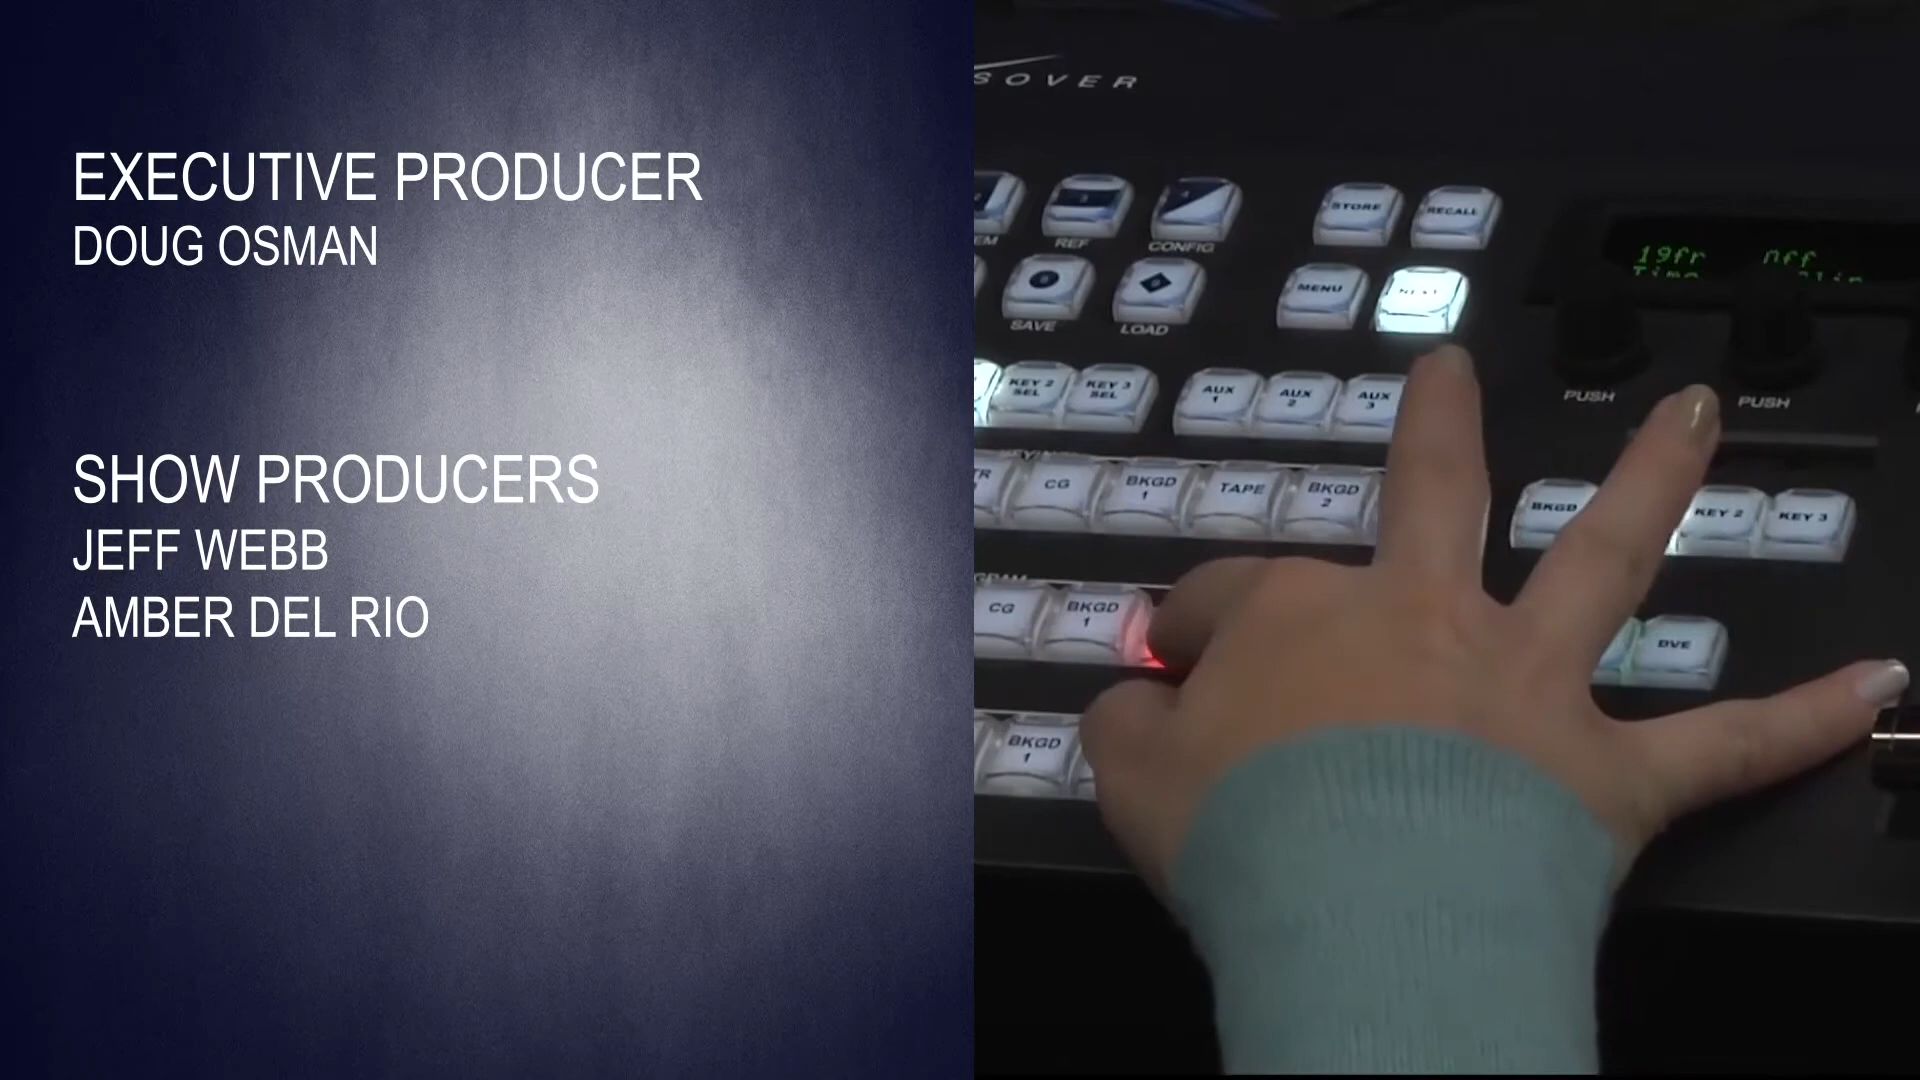 EXECUTIVE PRODUCER
DOUG OSMAN
SHOW PRODUCERS
JEFF WEBB
AMBER DEL RIO
SOVER
STORE RECALL
REF CONFIG
MENU NEXT
SAVE LOAD
19fr
Time
KEY 2 SEL KEY 3 SEL AUX 1 AUX 2 AUX 3
PUSH PUSH
CG BKGD 1 TAPE BKGD 2
BKGD KEY 2 KEY 3
CG BKGD 1
DVE
BKGD 1